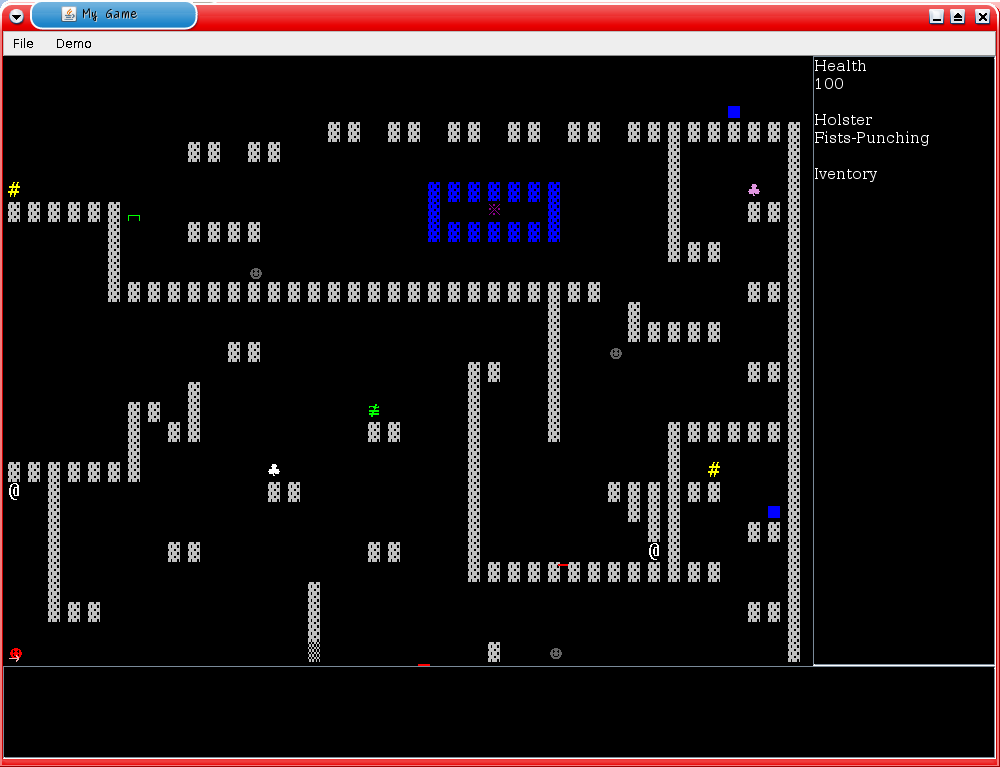 My Game
File Demo
Health
100
Holster
Fists-Punching
Iventory
#
#
@
@